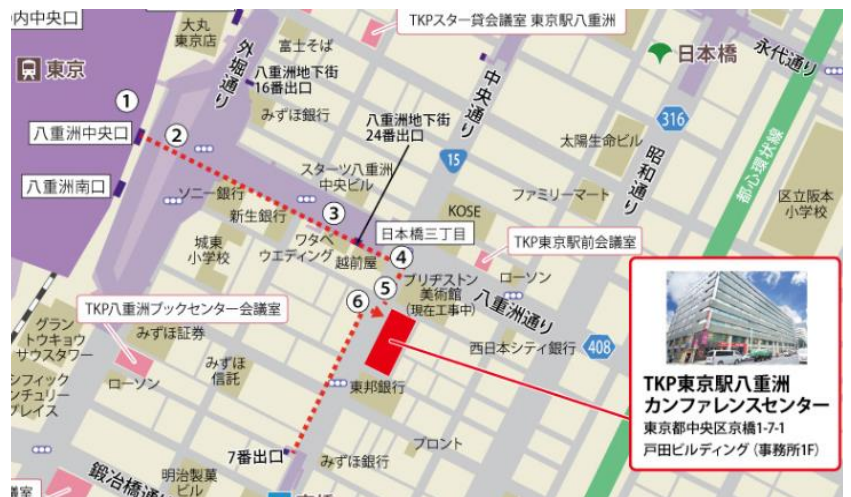 の内中央口
大丸
東京店
外堀通り
富士そば
八重洲地下街
16番出口
みずほ銀行
TKPスター貸会議室 東京駅八重洲
中央通り
日本橋
永代通り
東京
①
八重洲中央口
②
八重洲南口
八重洲地下街
24番出口
15
316
太陽生命ビル
昭和通り
都心環状線
スターツ八重洲
中央ビル
ソニー銀行
新生銀行
③
KOSE
ファミリーマート
区立阪本
小学校
城東
小学校
ワタベ
ウエディング
越前屋
日本橋三丁目
④
TKP東京駅前会議室
ローソン
⑤
⑥
ブリヂストン
美術館
(現在工事中)
八重洲通り
TKP八重洲ブックセンター会議室
みずほ証券
グラン
トウキョウ
サウスタワー
ローソン
みずほ
信託
西日本シティ銀行
408
東邦銀行
シフィック
ンチュリー
プレイス
プロント
7番出口
みずほ銀行
鍛冶橋通り
明治製菓
ビル
議室
TKP東京駅八重洲
カンファレンスセンター
東京都中央区京橋1-7-1
戸田ビルディング (事務所1F)